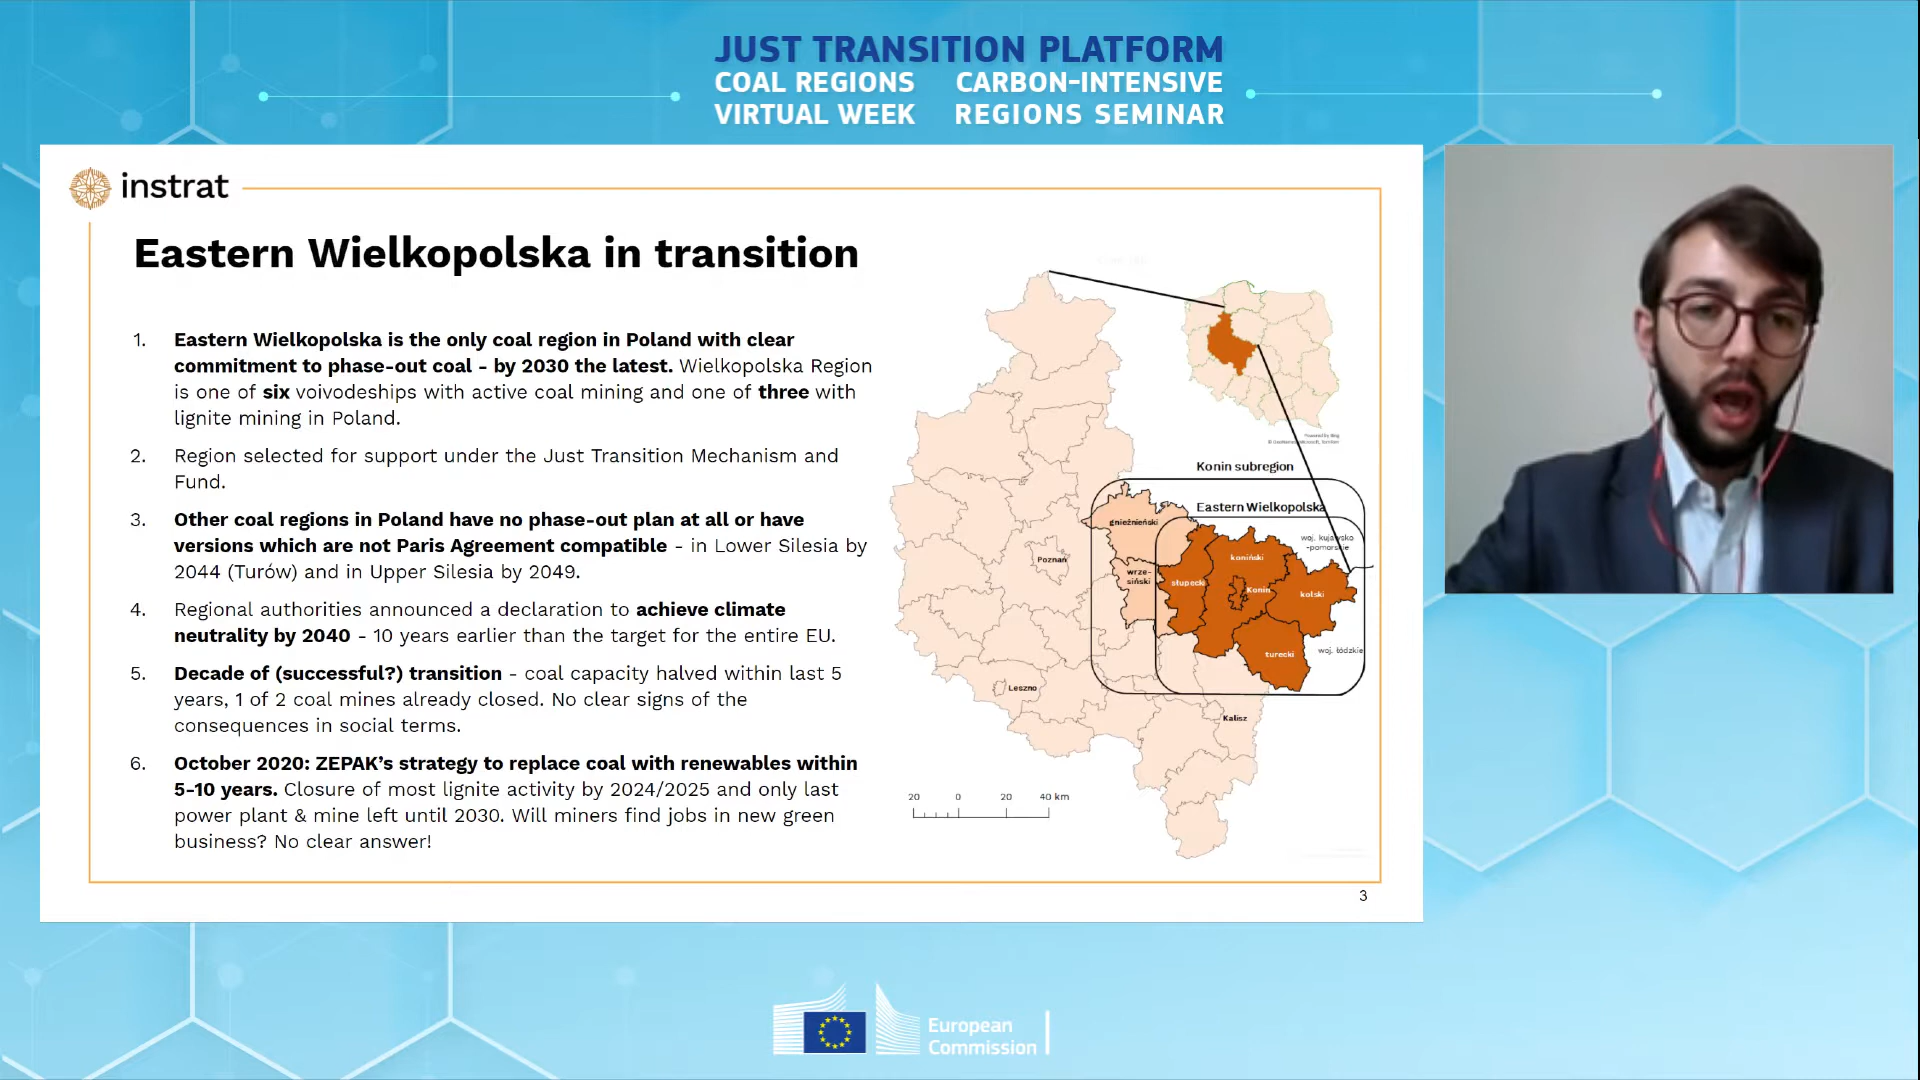 JUST TRANSITION PLATFORM
COAL REGIONS CARBON-INTENSIVE
VIRTUAL WEEK REGIONS SEMINAR
instrat
Eastern Wielkopolska in transition
1. Eastern Wielkopolska is the only coal region in Poland with clear
commitment to phase-out coal - by 2030 the latest. Wielkopolska Region
is one of six voivodeships with active coal mining and one of three with
lignite mining in Poland.
2. Region selected for support under the Just Transition Mechanism and
Fund.
3. Other coal regions in Poland have no phase-out plan at all or have
versions which are not Paris Agreement compatible - in Lower Silesia by
2044 (Turów) and in Upper Silesia by 2049.
4. Regional authorities announced a declaration to achieve climate
neutrality by 2040 - 10 years earlier than the target for the entire EU.
5. Decade of (successful?) transition - coal capacity halved within last 5
years, 1 of 2 coal mines already closed. No clear signs of the
consequences in social terms.
6. October 2020: ZEPAK's strategy to replace coal with renewables within
5-10 years. Closure of most lignite activity by 2024/2025 and only last
power plant & mine left until 2030. Will miners find jobs in new green
business? No clear answer!
Powered by Bing
Konin subregion
Eastern Wielkopolska
gnieźnieński
woj. kujawsko
-pomorskie
koniński
Poznań
wrze-
siński
słupecki
Konin
kolski
turecki
woj. łódzkie
Leszno
Kalisz
20 0 20 40 km
3
European
Commission